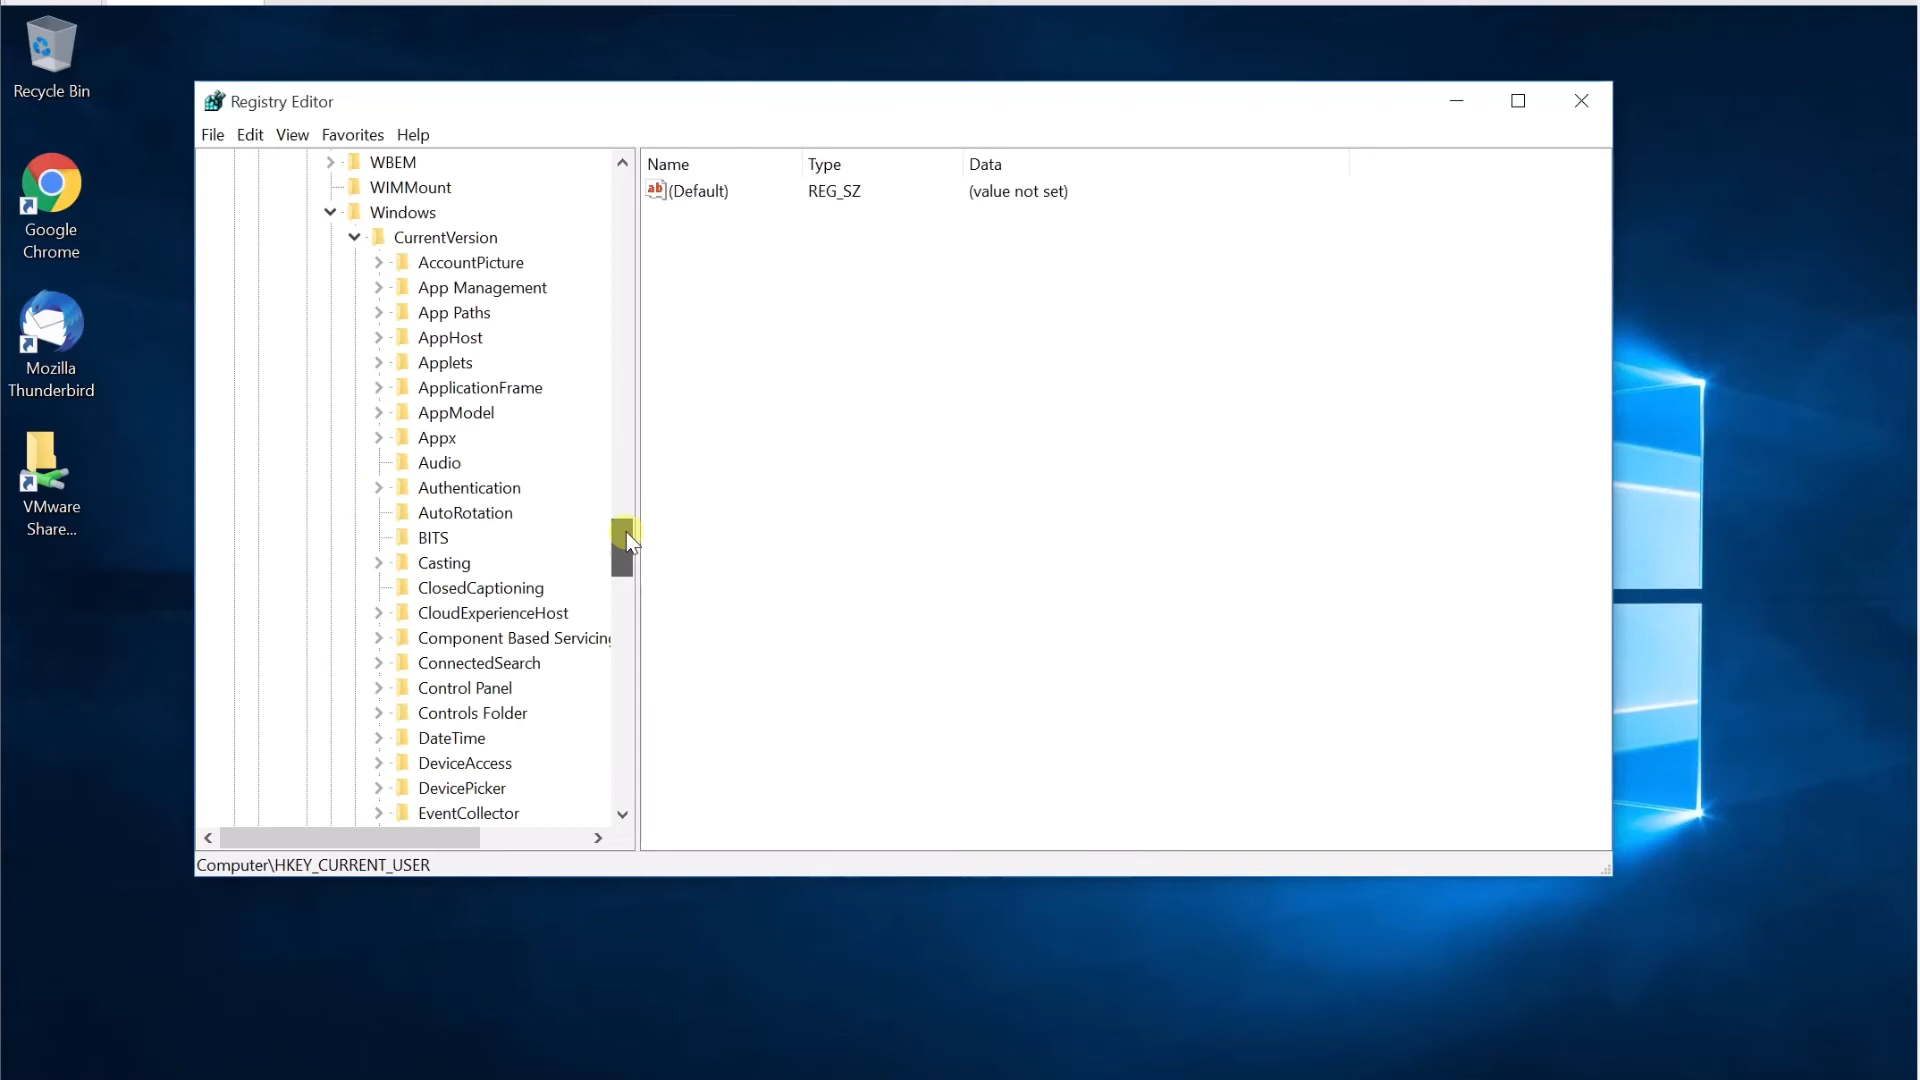 Recycle Bin
Google
Chrome
Mozilla
Thunderbird
VMware
Share...
Registry Editor
File Edit View Favorites Help
WBEM
WIMMount
Windows
CurrentVersion
AccountPicture
App Management
App Paths
AppHost
Applets
ApplicationFrame
AppModel
Appx
Audio
Authentication
AutoRotation
BITS
Casting
ClosedCaptioning
CloudExperienceHost
Component Based Servicing
ConnectedSearch
Control Panel
Controls Folder
DateTime
DeviceAccess
DevicePicker
EventCollector
Name Type Data
ab (Default) REG_SZ (value not set)
Computer\HKEY_CURRENT_USER